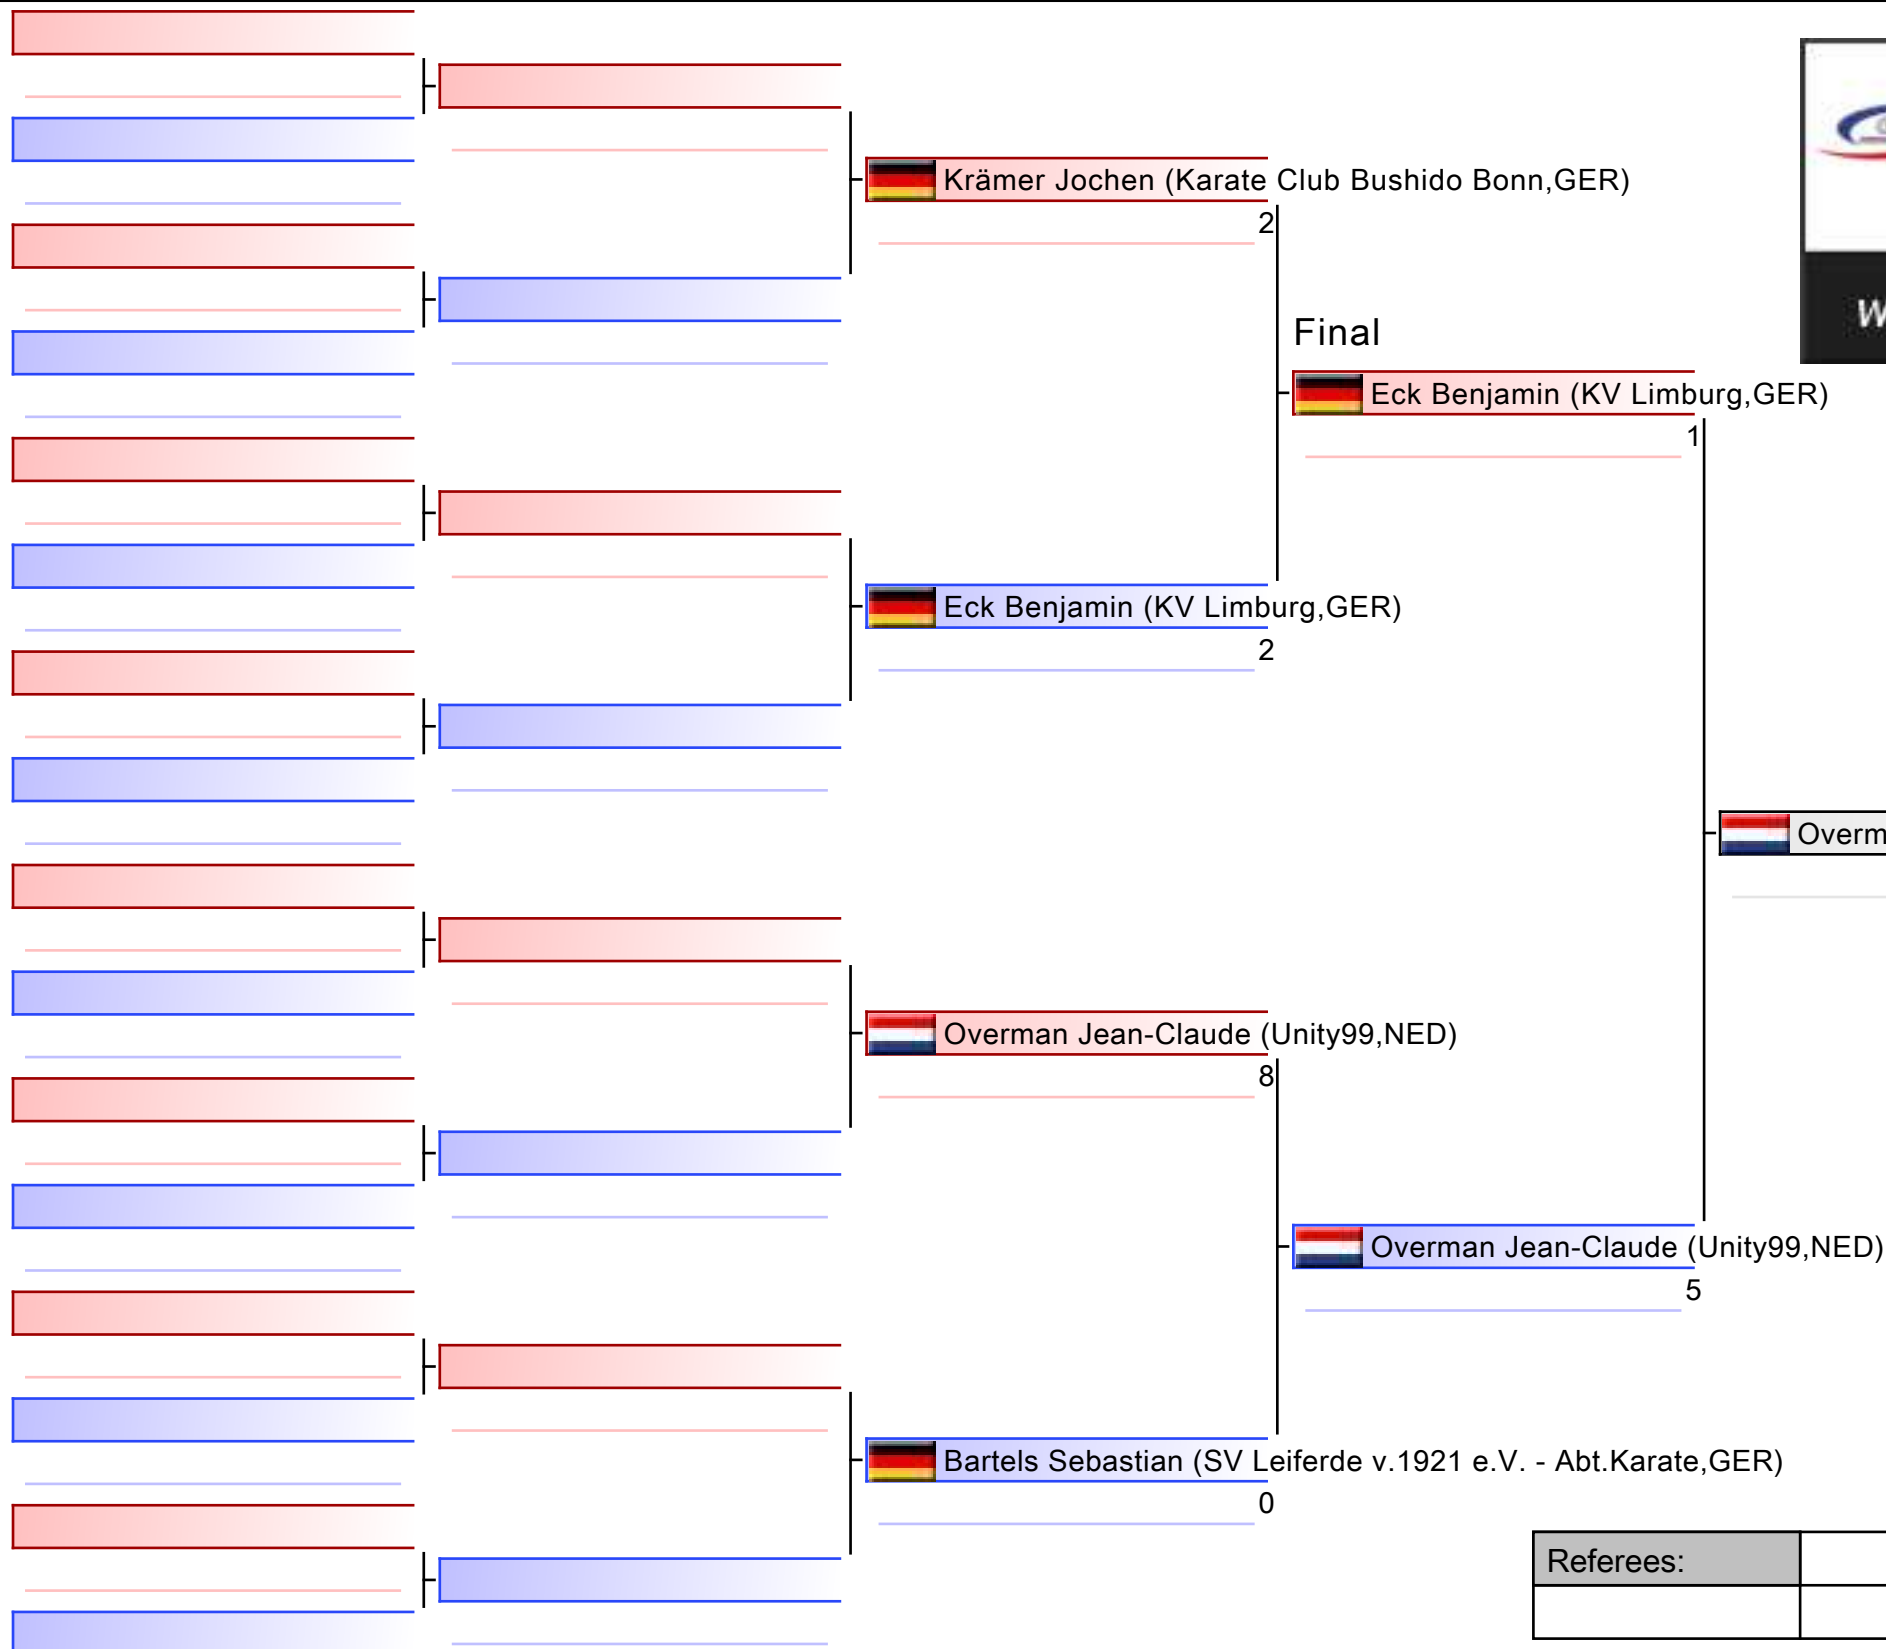 Krämer Jochen (Karate Club Bushido Bonn,GER)
2
Final
Eck Benjamin (KV Limburg,GER)
1
Eck Benjamin (KV Limburg,GER)
2
Overm
Overman Jean-Claude (Unity99,NED)
8
Overman Jean-Claude (Unity99,NED)
5
Bartels Sebastian (SV Leiferde v.1921 e.V. - Abt.Karate,GER)
0
Referees: